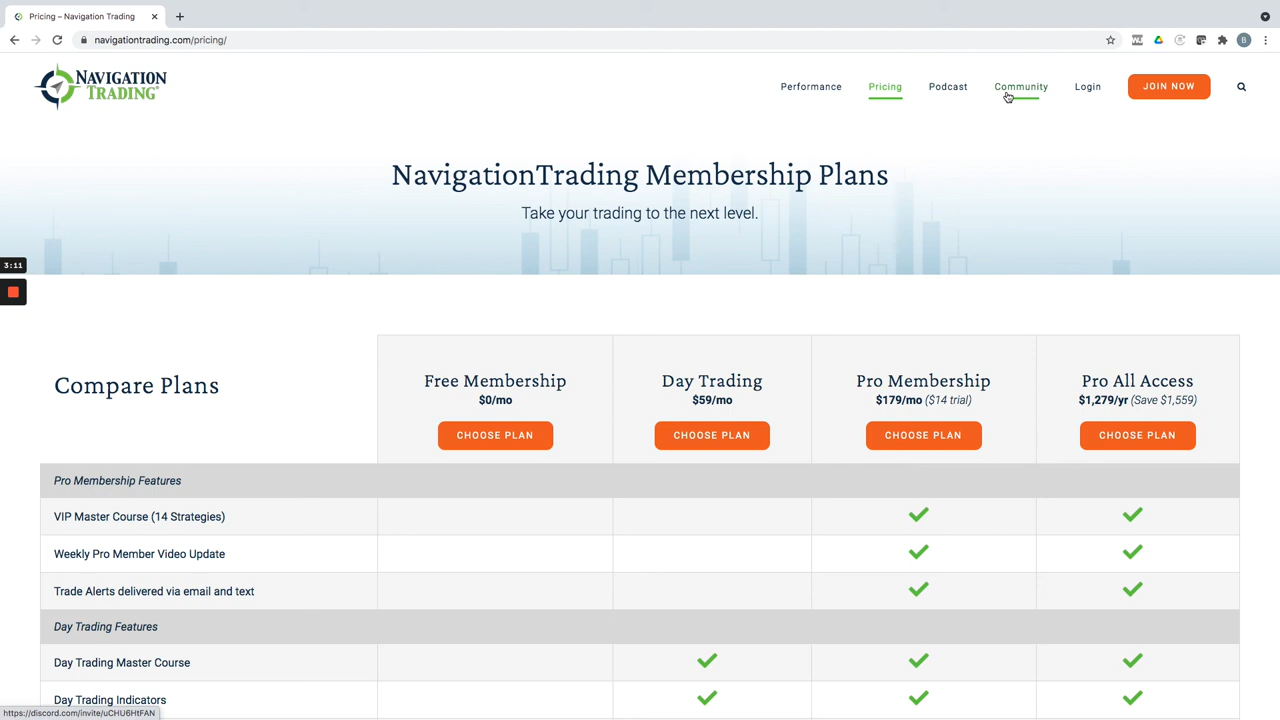 Pricing – Navigation Trading
navigationtrading.com/pricing/
B
NAVIGATION
TRADING®
Performance
Pricing
Podcast
Community
Login
JOIN NOW
NavigationTrading Membership Plans
Take your trading to the next level.
3:11
Compare Plans
Free Membership
$0/mo
CHOOSE PLAN
Day Trading
$59/mo
CHOOSE PLAN
Pro Membership
$179/mo ($14 trial)
CHOOSE PLAN
Pro All Access
$1,279/yr (Save $1,559)
CHOOSE PLAN
Pro Membership Features
VIP Master Course (14 Strategies)
Weekly Pro Member Video Update
Trade Alerts delivered via email and text
Day Trading Features
Day Trading Master Course
Day Trading Indicators
https://discord.com/invite/uCHU6HtFAN